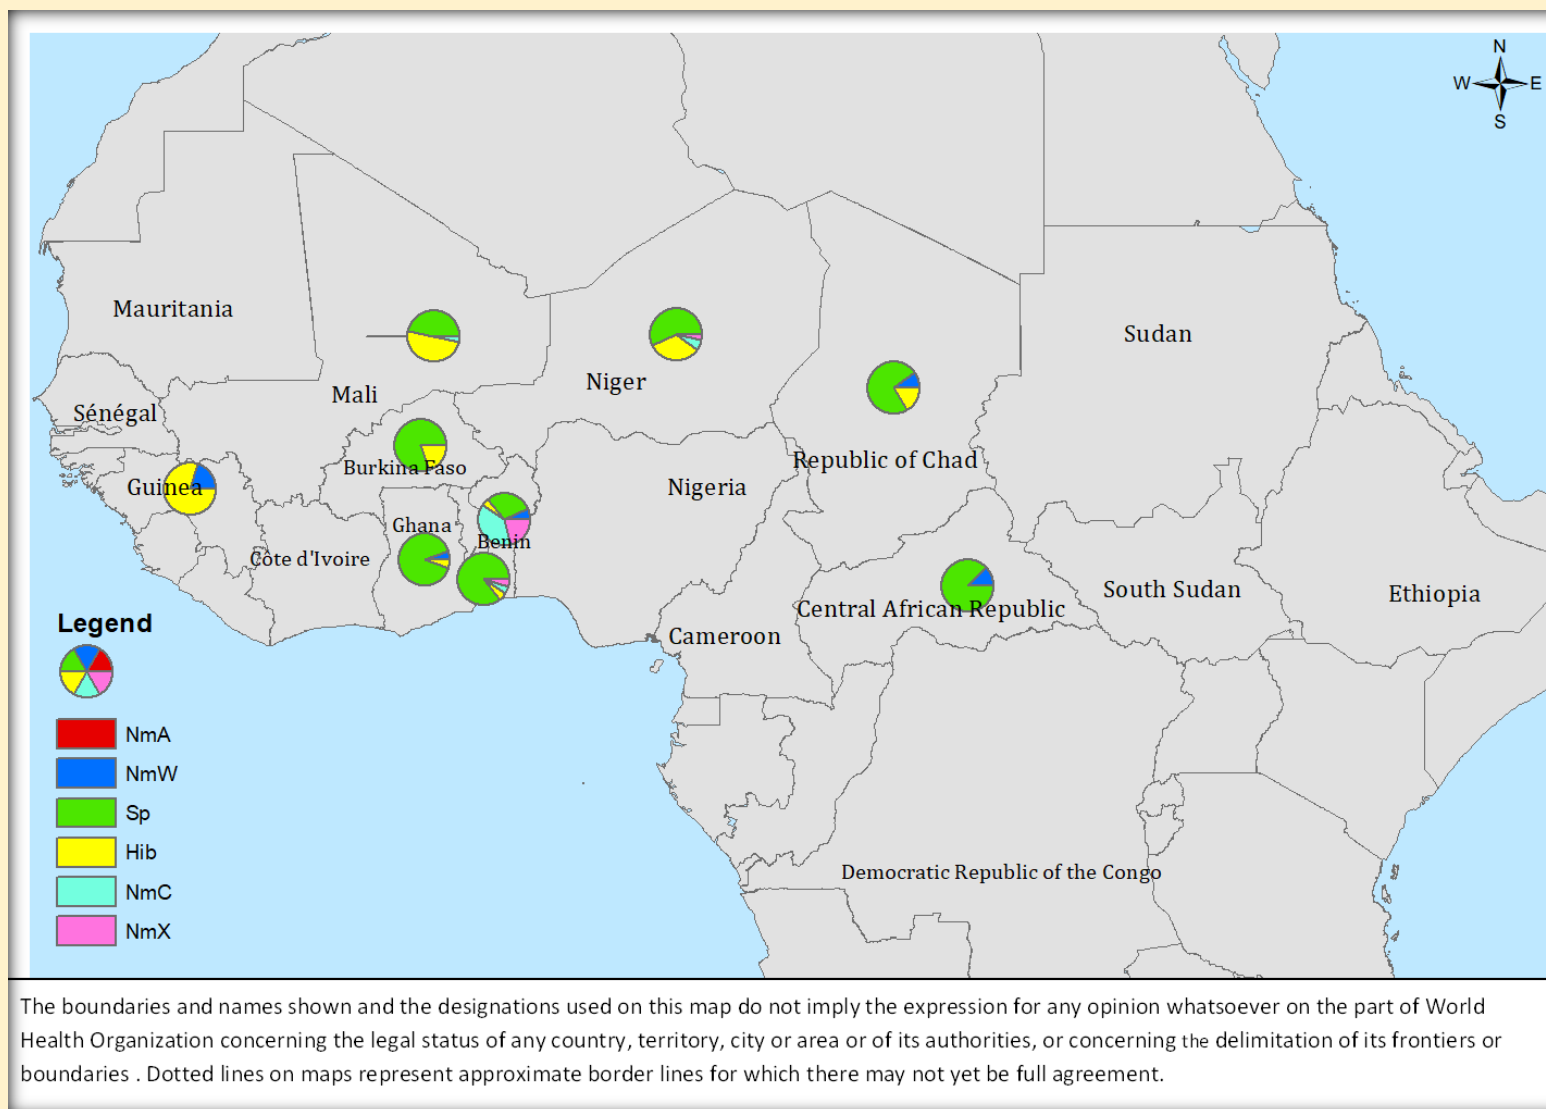 N
W E
S
Mauritania
Sudan
Niger
Mali
Sénégal
Republic of Chad
Burkina Faso
Guinea
Nigeria
Ghana
Benin
Côte d'Ivoire
South Sudan
Ethiopia
Central African Republic
Cameroon
Legend
NmA
NmW
Sp
Hib
NmC
NmX
Democratic Republic of the Congo
The boundaries and names shown and the designations used on this map do not imply the expression for any opinion whatsoever on the part of World
Health Organization concerning the legal status of any country, territory, city or area or of its authorities, or concerning the delimitation of its frontiers or
boundaries . Dotted lines on maps represent approximate border lines for which there may not yet be full agreement.